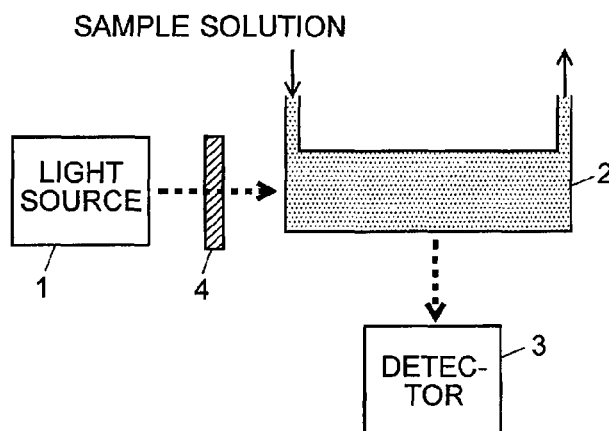 SAMPLE SOLUTION
LIGHT
SOURCE
1
4
2
3
DETEC-
TOR